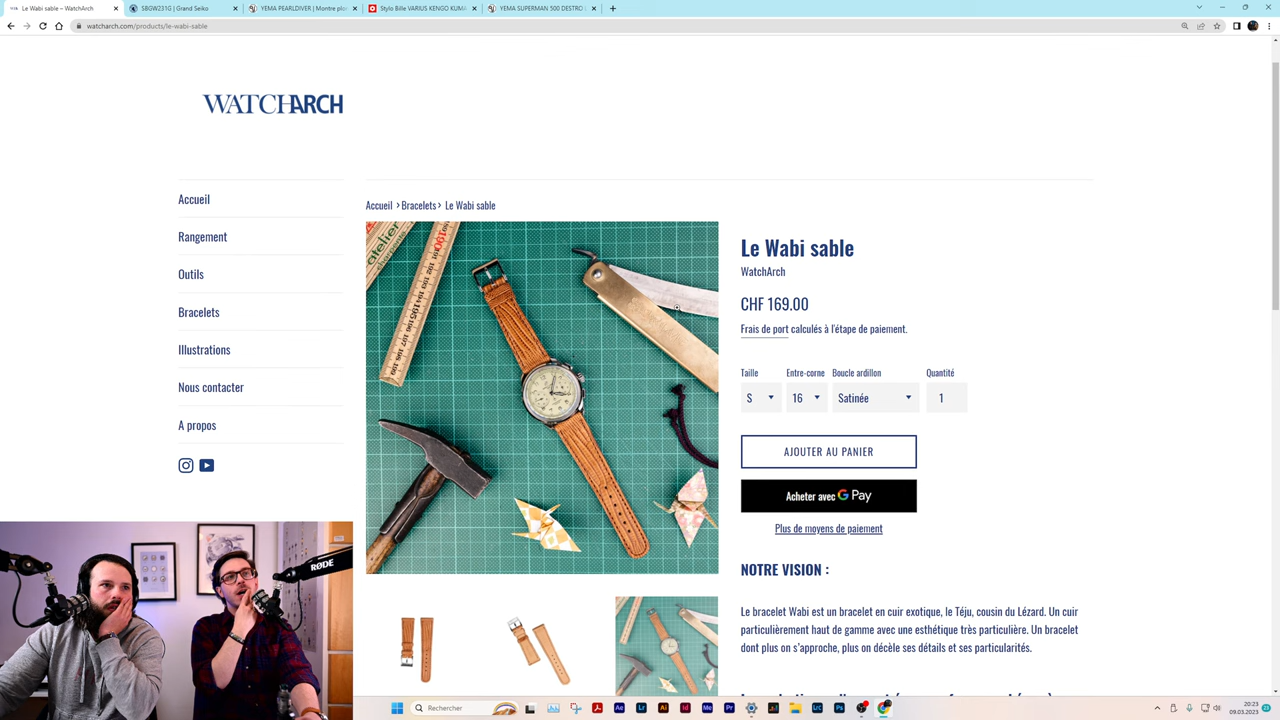 Le Wabi sable – WatchArch
SBGW231G | Grand Seiko
YEMA PEARLDIVER | Montre plon
Stylo Bille VARIUS KENGO KUMA
YEMA SUPERMAN 500 DESTRO
watcharch.com/products/le-wabi-sable
WATCHARCH
Accueil
Rangement
Outils
Bracelets
Illustrations
Nous contacter
A propos
Accueil › Bracelets › Le Wabi sable
atelier
Le Wabi sable
WatchArch
CHF 169.00
Frais de port calculés à l'étape de paiement.
Taille Entre-corne Boucle ardillon Quantité
S 16 Satinée 1
AJOUTER AU PANIER
Acheter avec G Pay
Plus de moyens de paiement
NOTRE VISION :
Le bracelet Wabi est un bracelet en cuir exotique, le Téju, cousin du Lézard. Un cuir
particulièrement haut de gamme avec une esthétique très particulière. Un bracelet
dont plus on s'approche, plus on décèle ses détails et ses particularités.
RØDE
Rechercher
20:23
09.03.2023